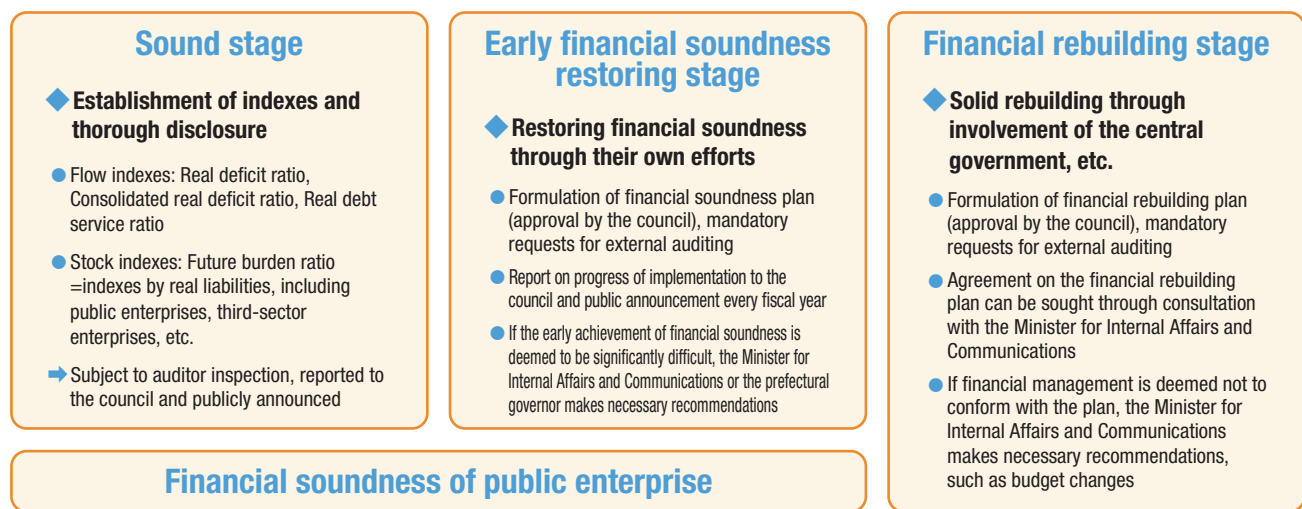 Sound stage
◆Establishment of indexes and
thorough disclosure
●Flow indexes: Real deficit ratio,
Consolidated real deficit ratio, Real debt
service ratio
●Stock indexes: Future burden ratio
=indexes by real liabilities, including
public enterprises, third-sector
enterprises, etc.
➡Subject to auditor inspection, reported to
the council and publicly announced
Early financial soundness
restoring stage
◆Restoring financial soundness
through their own efforts
●Formulation of financial soundness plan
(approval by the council), mandatory
requests for external auditing
●Report on progress of implementation to the
council and public announcement every fiscal year
●If the early achievement of financial soundness is
deemed to be significantly difficult, the Minister for
Internal Affairs and Communications or the prefectural
governor makes necessary recommendations
Financial rebuilding stage
◆Solid rebuilding through
involvement of the central
government, etc.
●Formulation of financial rebuilding plan
(approval by the council), mandatory
requests for external auditing
●Agreement on the financial rebuilding
plan can be sought through consultation
with the Minister for Internal Affairs and
Communications
●If financial management is deemed not to
conform with the plan, the Minister for
Internal Affairs and Communications
makes necessary recommendations,
such as budget changes
Financial soundness of public enterprise